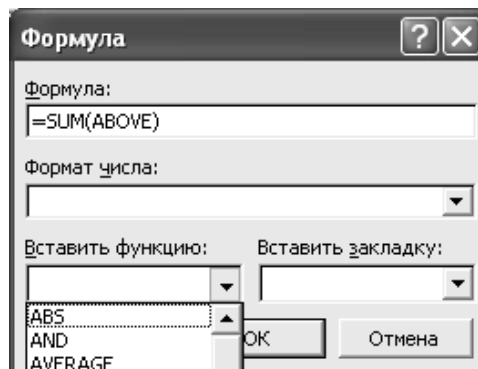 Формула
Формула:
=SUM(ABOVE)
Формат числа:
Вставить функцию: Вставить закладку:
ABS
AND
AVERAGE
ОК Отмена